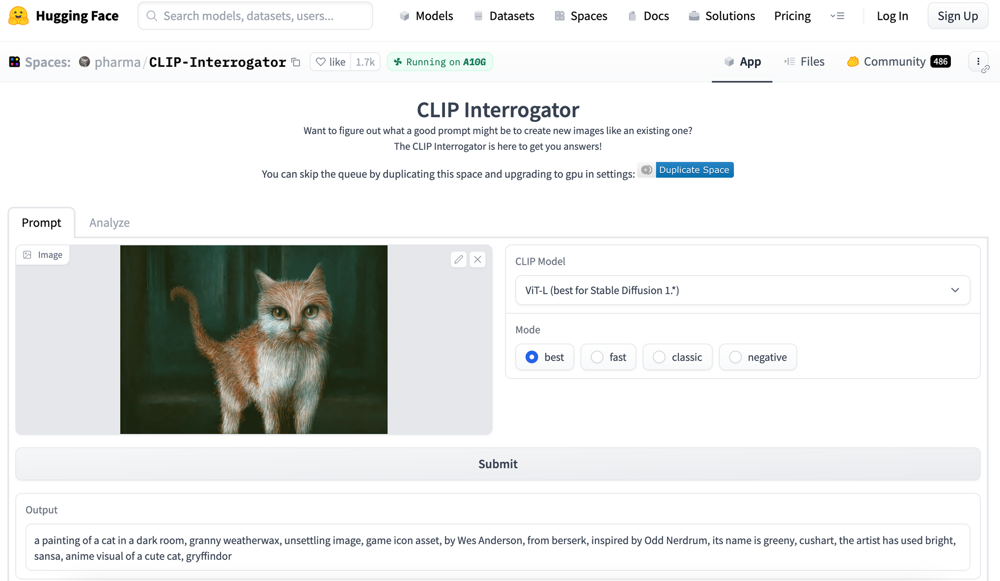 Hugging Face
Search models, datasets, users...
Models
Datasets
Spaces
Docs
Solutions
Pricing
Log In
Sign Up
Spaces:
pharma/CLIP-Interrogator
like
1.7k
Running on A10G
App
Files
Community
486
CLIP Interrogator
Want to figure out what a good prompt might be to create new images like an existing one?
The CLIP Interrogator is here to get you answers!
You can skip the queue by duplicating this space and upgrading to gpu in settings:
Duplicate Space
Prompt
Analyze
Image
CLIP Model
ViT-L (best for Stable Diffusion 1.*)
Mode
best
fast
classic
negative
Submit
Output
a painting of a cat in a dark room, granny weatherwax, unsettling image, game icon asset, by Wes Anderson, from berserk, inspired by Odd Nerdrum, its name is greeny, cushart, the artist has used bright,
sansa, anime visual of a cute cat, gryffindor